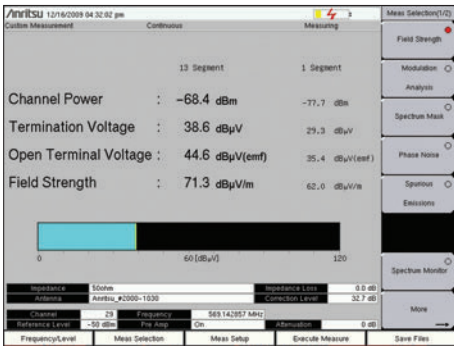 Anritsu 12/16/2009 04:32:02 pm
Custom Measurement Continuous Measuring
Meas Selection(1/2)
Field Strength
13 Segment 1 Segment
Modulation
Analysis
Channel Power : -68.4 dBm -77.7 dBm
Spectrum Mask
Termination Voltage : 38.6 dBµV 29.3 dBµV
Open Terminal Voltage : 44.6 dBµV(emf) 35.4 dBµV(emf)
Phase Noise
Field Strength : 71.3 dBµV/m 62.0 dBµV/m
Spurious
Emissions
0 60 [dBµV] 120
Spectrum Monitor
Impedance 50ohm Impedance Loss 0.0 dB
Antenna Anritsu_#2000-1030 Correction Level 32.7 dB
Channel 29 Frequency 569.142857 MHz
More
Reference Level -50 dBm Pre Amp On Attenuation 0 dB
Frequency/Level Meas Selection Meas Setup Execute Measure Save Files